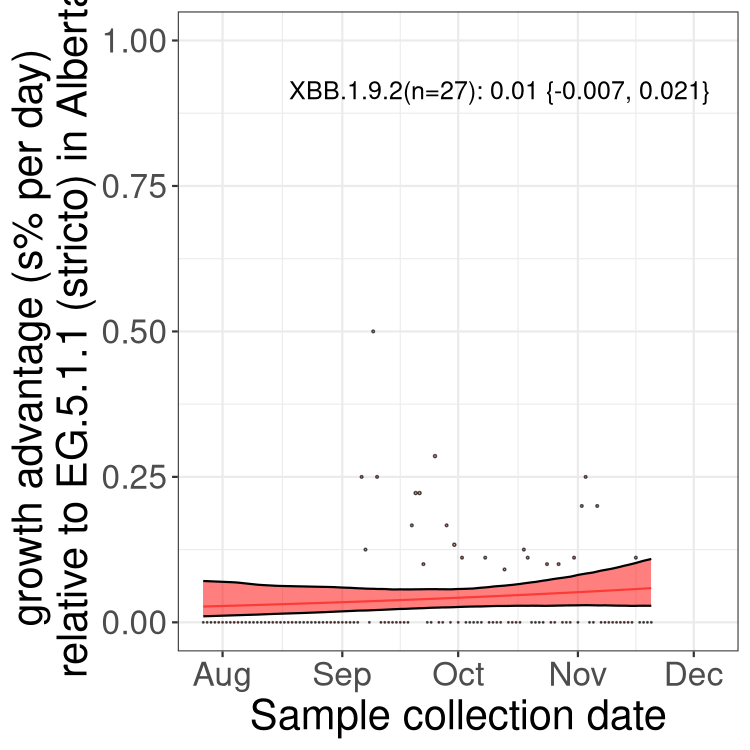 growth advantage (s% per day)
relative to EG.5.1.1 (stricto) in Alberta
1.00
0.75
0.50
0.25
0.00
XBB.1.9.2(n=27): 0.01 {-0.007, 0.021}
Aug Sep Oct Nov Dec
Sample collection date